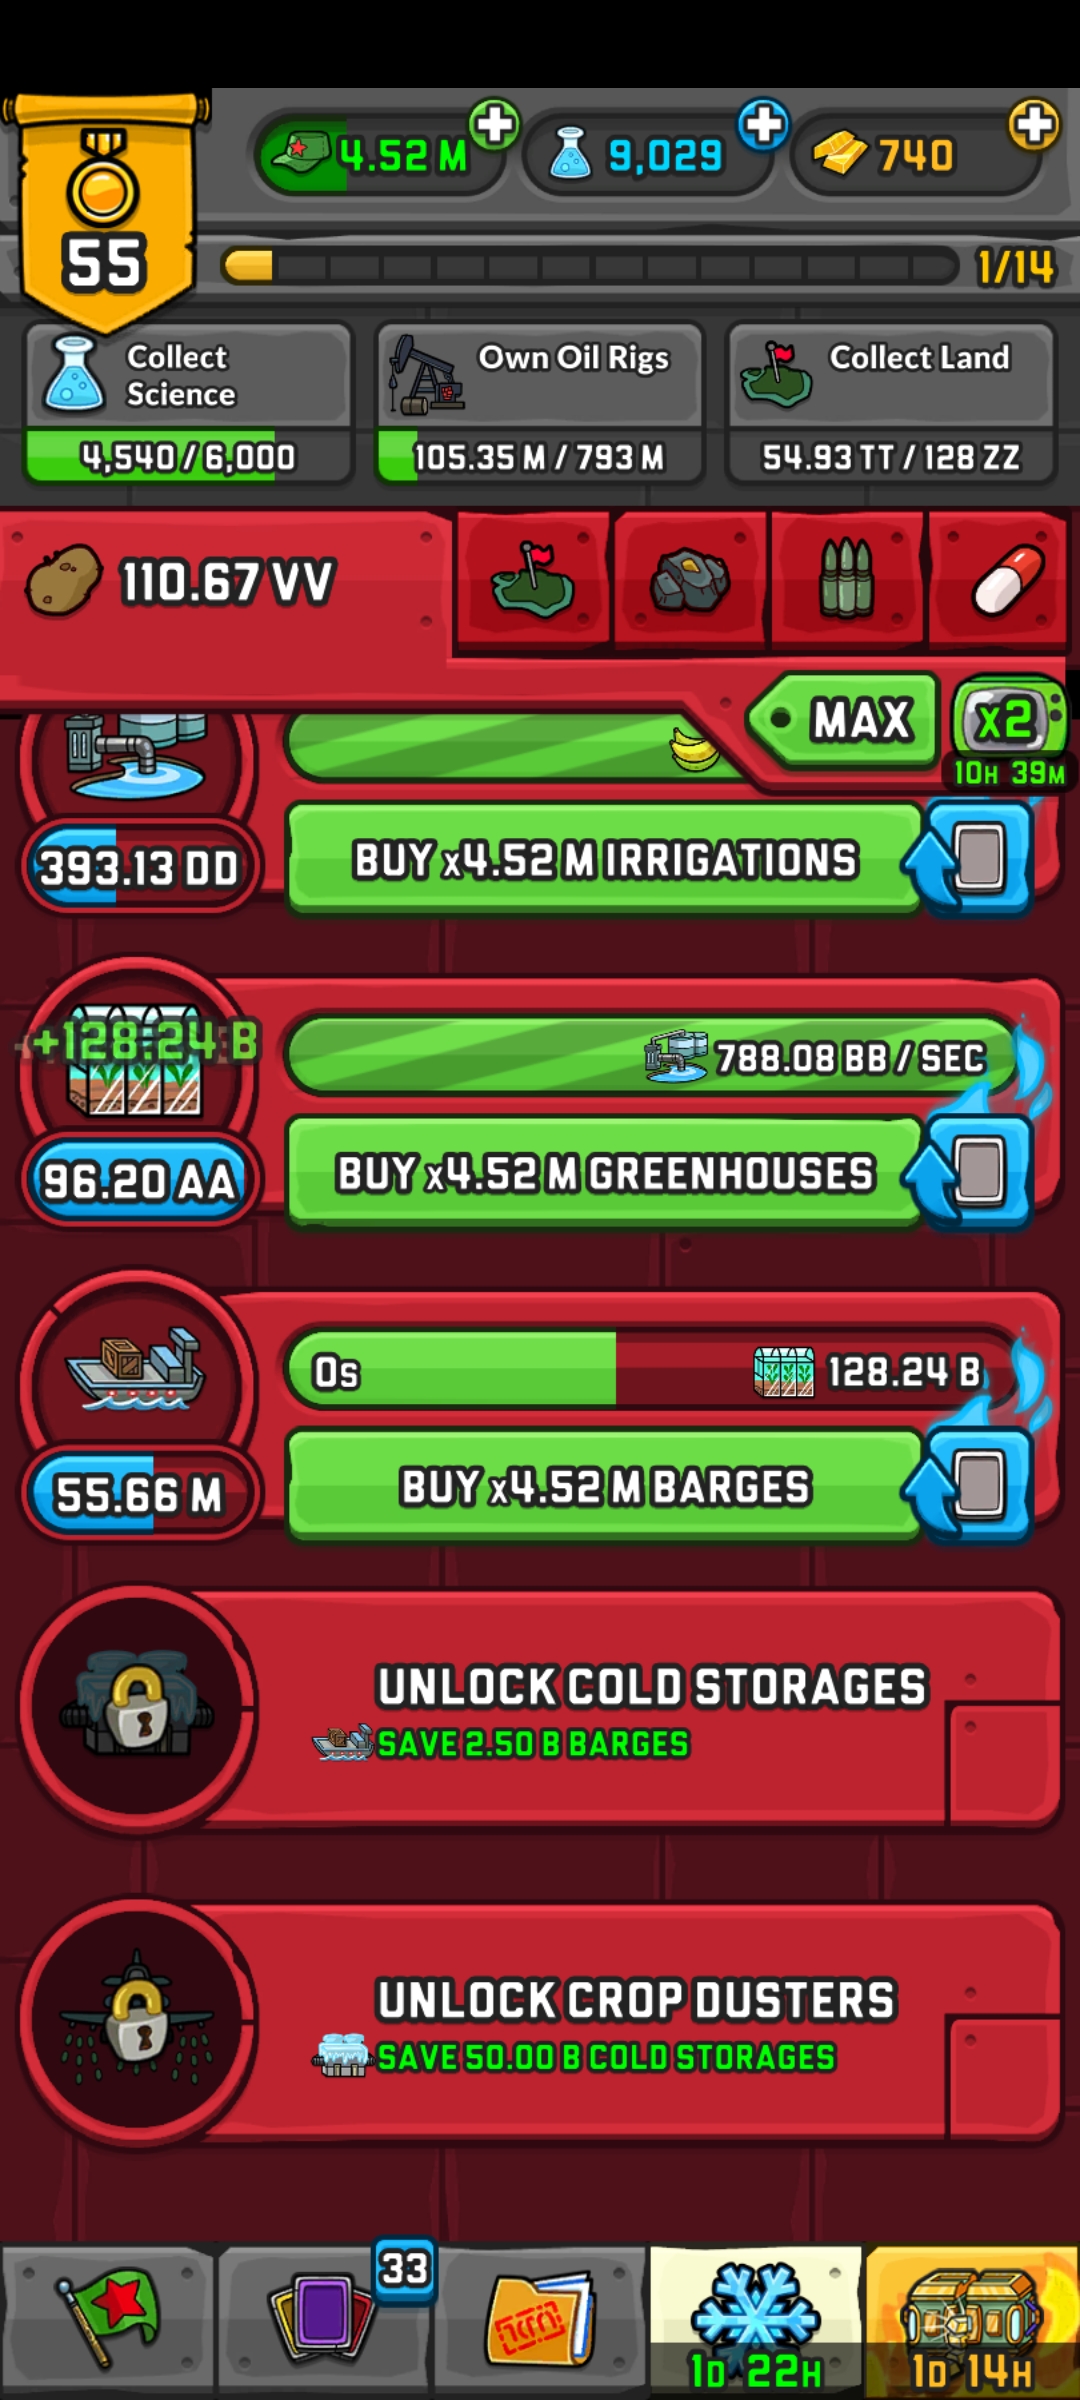 4.52 M
9,029
740
55
1/14
Collect
Science
4,540 / 6,000
Own Oil Rigs
105.35 M / 793 M
Collect Land
54.93 TT / 128 ZZ
110.67 VV
MAX
x2
10H 39M
393.13 DD
BUY x4.52 M IRRIGATIONS
+128.24 B
788.08 BB / SEC
96.20 AA
BUY x4.52 M GREENHOUSES
0s
128.24 B
55.66 M
BUY x4.52 M BARGES
UNLOCK COLD STORAGES
SAVE 2.50 B BARGES
UNLOCK CROP DUSTERS
SAVE 50.00 B COLD STORAGES
33
1D 22H
1D 14H